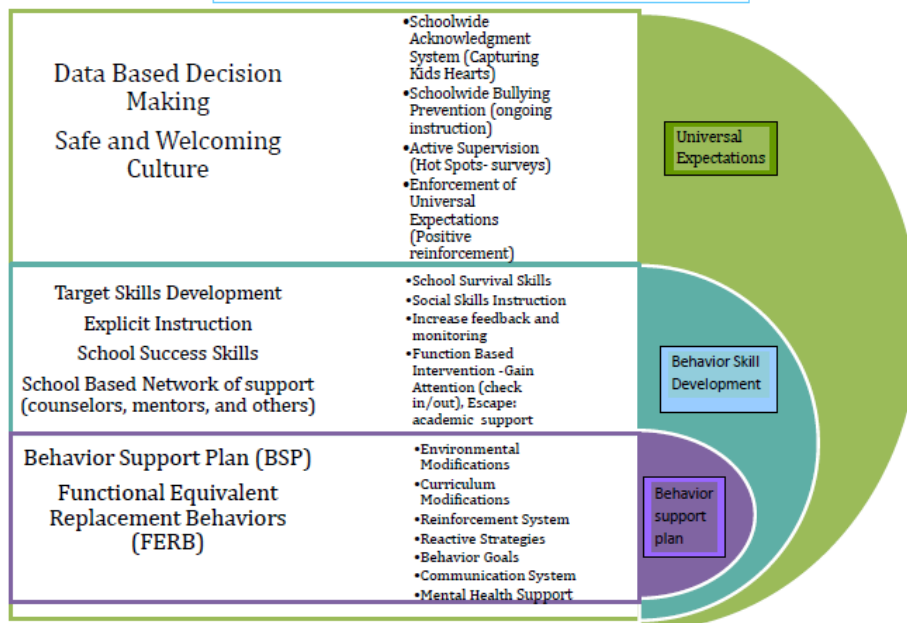 Data Based Decision
Making
Safe and Welcoming
Culture
•Schoolwide
Acknowledgment
System (Capturing
Kids Hearts)
•Schoolwide Bullying
Prevention (ongoing
instruction)
•Active Supervision
(Hot Spots- surveys)
•Enforcement of
Universal
Expectations
(Positive
reinforcement)
Universal
Expectations
Target Skills Development
Explicit Instruction
School Success Skills
School Based Network of support
(counselors, mentors, and others)
•School Survival Skills
•Social Skills Instruction
•Increase feedback and
monitoring
•Function Based
Intervention -Gain
Attention (check
in/out), Escape:
academic support
Behavior Skill
Development
Behavior Support Plan (BSP)
Functional Equivalent
Replacement Behaviors
(FERB)
•Environmental
Modifications
•Curriculum
Modifications
•Reinforcement System
•Reactive Strategies
•Behavior Goals
•Communication System
•Mental Health Support
Behavior
support
plan